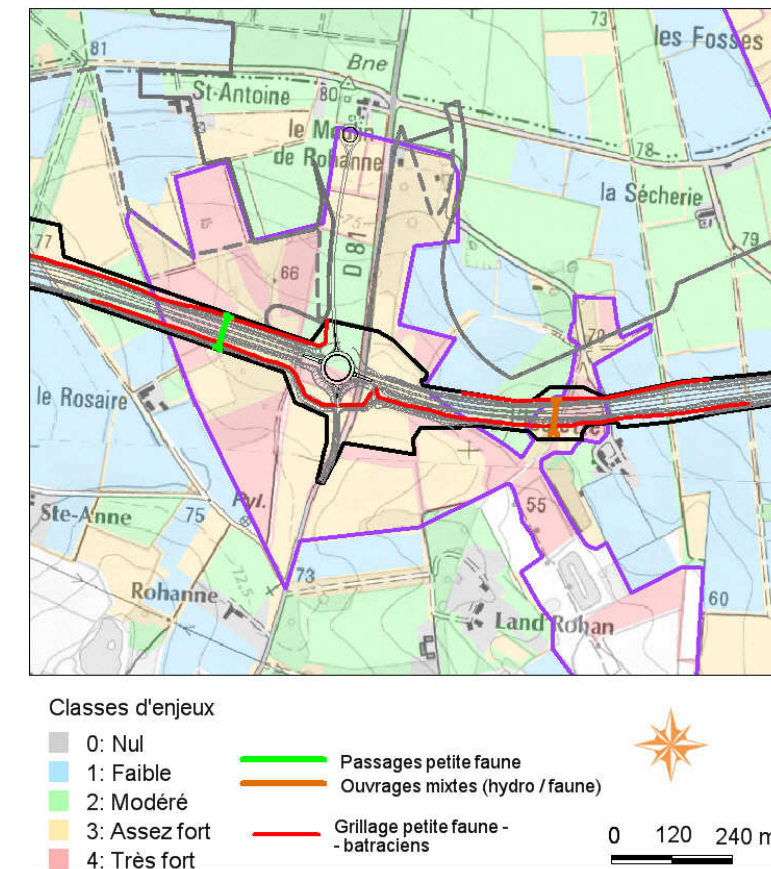 73
les Fosses
81
Bne
St-Antoine
80
le Moulin
de Rohanne
78
la Sécherie
75
D 81
79
77
66
72
le Rosaire
Pyl.
55
Ste-Anne
75
72,5
73
Rohanne
60
Land Rohan
Classes d'enjeux
0: Nul
1: Faible
2: Modéré
3: Assez fort
4: Très fort
Passages petite faune
Ouvrages mixtes (hydro / faune)
Grillage petite faune -
- batraciens
0 120 240 m